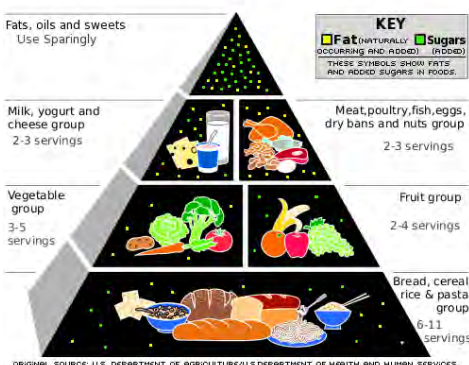 Fats, oils and sweets
Use Sparingly
KEY
Fat (NATURALLY OCCURRING AND ADDED)
Sugars (ADDED)
THESE SYMBOLS SHOW FATS
AND ADDED SUGARS IN FOODS.
Milk, yogurt and
cheese group
2-3 servings
Meat,poultry,fish,eggs,
dry bans and nuts group
2-3 servings
Vegetable
group
3-5
servings
Fruit group
2-4 servings
Bread, cereal
rice & pasta
group
6-11
servings
ORIGINAL SOURCE: U.S. DEPARTMENT OF AGRICULTURE/U.S.DEPARTMENT OF HEALTH AND HUMAN SERVICES